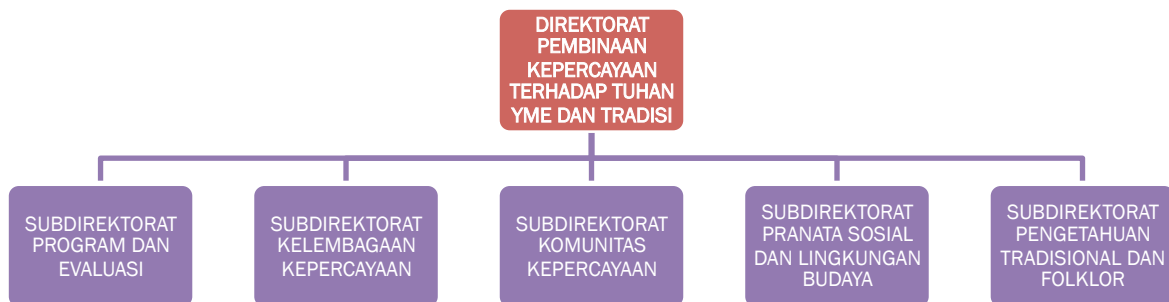 DIREKTORAT
PEMBINAAN
KEPERCAYAAN
TERHADAP TUHAN
YME DAN TRADISI
SUBDIREKTORAT
PROGRAM DAN
EVALUASI
SUBDIREKTORAT
KELEMBAGAAN
KEPERCAYAAN
SUBDIREKTORAT
KOMUNITAS
KEPERCAYAAN
SUBDIREKTORAT
PRANATA SOSIAL
DAN LINGKUNGAN
BUDAYA
SUBDIREKTORAT
PENGETAHUAN
TRADISIONAL DAN
FOLKLOR